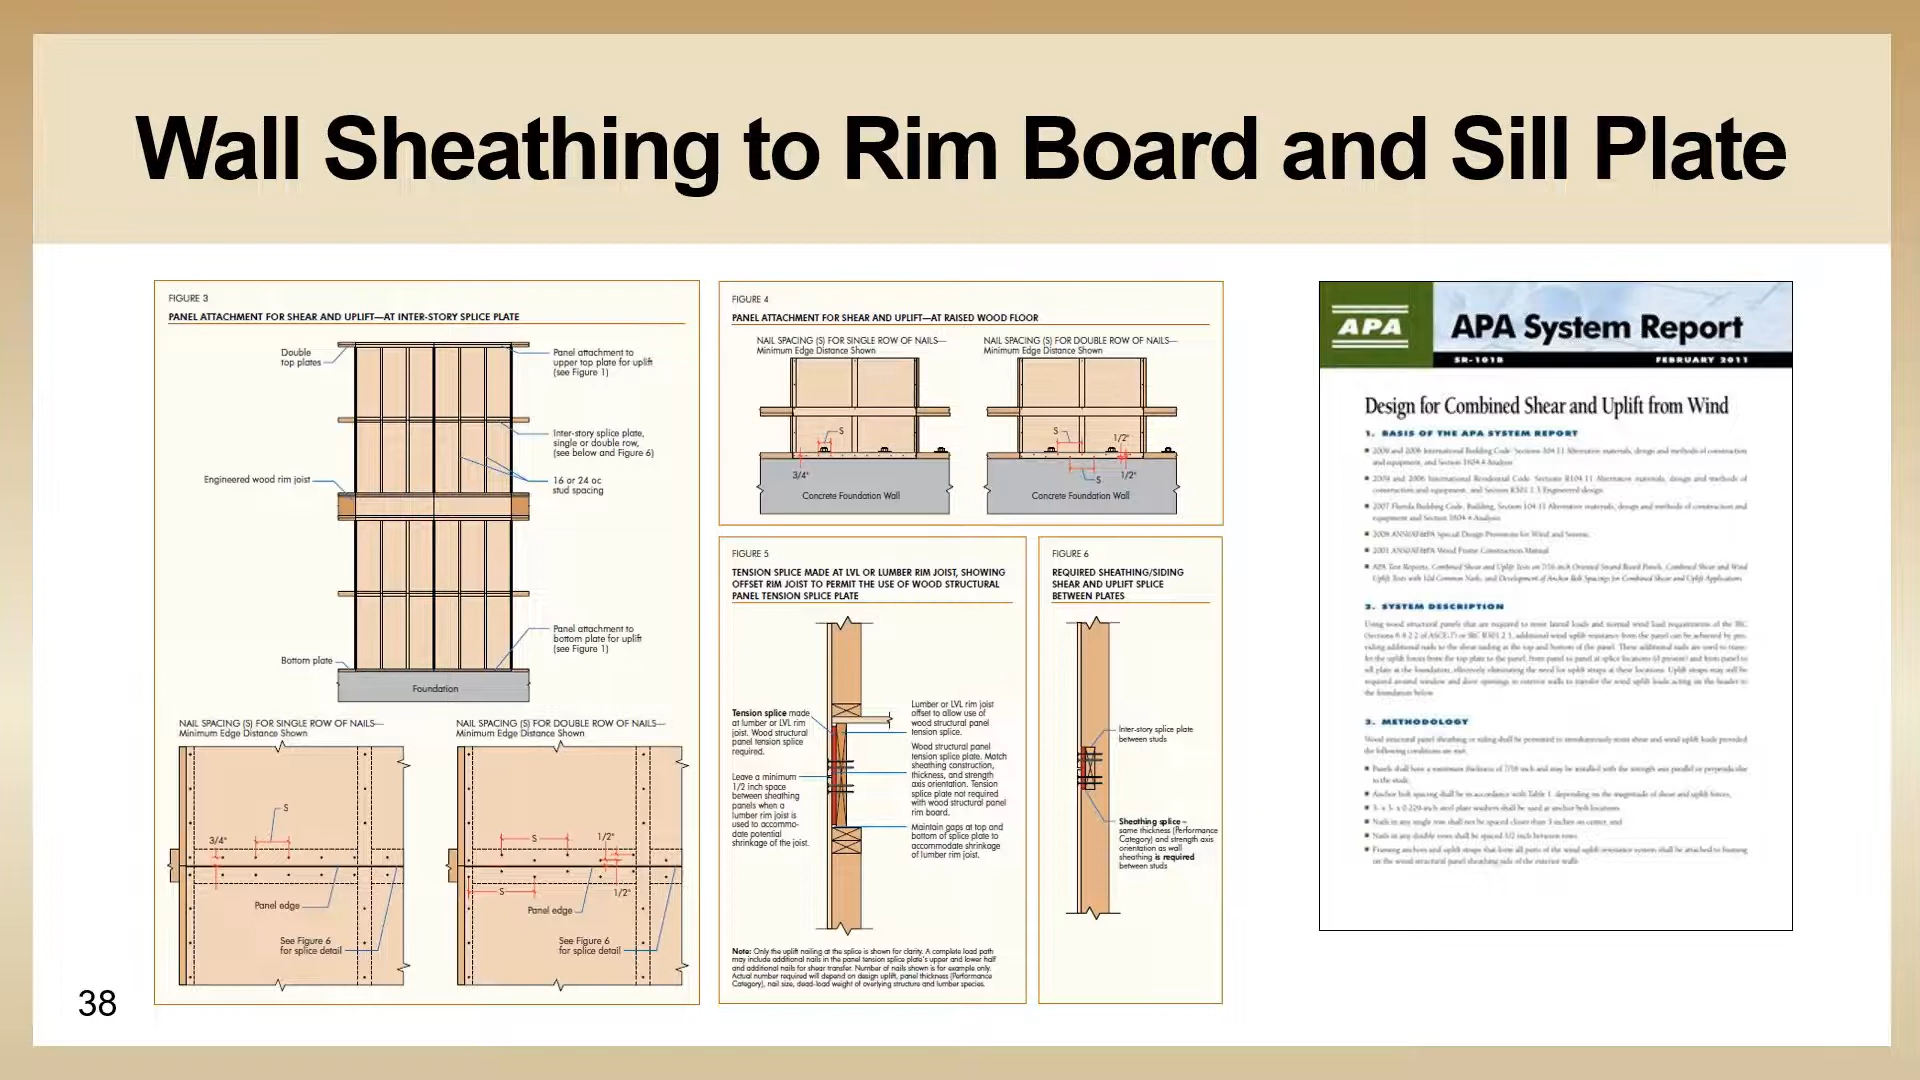 Wall Sheathing to Rim Board and Sill Plate
FIGURE 3
PANEL ATTACHMENT FOR SHEAR AND UPLIFT—AT INTER-STORY SPLICE PLATE
Double
top plates
Panel attachment to
upper top plate for uplift
(see Figure 1)
Inter-story splice plate,
single or double row,
(see below and Figure 6)
Engineered wood rim joist
16 or 24 oc
stud spacing
Panel attachment to
bottom plate for uplift
(see Figure 1)
Bottom plate
Foundation
NAIL SPACING (S) FOR SINGLE ROW OF NAILS—
Minimum Edge Distance Shown
S
3/4"
Panel edge
See Figure 6
for splice detail
NAIL SPACING (S) FOR DOUBLE ROW OF NAILS—
Minimum Edge Distance Shown
S
1/2"
S
1/2"
Panel edge
See Figure 6
for splice detail
FIGURE 4
PANEL ATTACHMENT FOR SHEAR AND UPLIFT—AT RAISED WOOD FLOOR
NAIL SPACING (S) FOR SINGLE ROW OF NAILS—
Minimum Edge Distance Shown
S
3/4"
Concrete Foundation Wall
NAIL SPACING (S) FOR DOUBLE ROW OF NAILS—
Minimum Edge Distance Shown
S
1/2"
S
1/2"
Concrete Foundation Wall
FIGURE 5
TENSION SPLICE MADE AT LVL OR LUMBER RIM JOIST, SHOWING
OFFSET RIM JOIST TO PERMIT THE USE OF WOOD STRUCTURAL
PANEL TENSION SPLICE PLATE
Tension splice made
at lumber or LVL rim
joist. Wood structural
panel tension splice
required.
Leave a minimum
1/2 inch space
between sheathing
panels when a
lumber rim joist is
used to accommo-
date potential
shrinkage of the joist.
Lumber or LVL rim joist
offset to allow use of
wood structural panel
tension splice.
Wood structural panel
tension splice plate. Match
sheathing construction,
thickness, and strength
axis orientation. Tension
splice plate not required
with wood structural panel
rim board.
Maintain gaps at top and
bottom of splice plate to
accommodate shrinkage
of lumber rim joist.
Note: Only the uplift nailing at the splice is shown for clarity. A complete load path
may include additional nails in the panel tension splice plate's upper and lower half
and additional nails for shear transfer. Number of nails shown is for example only.
Actual number required will depend on design uplift, panel thickness (Performance
Category), nail size, dead-load weight of overlying structure and lumber species.
FIGURE 6
REQUIRED SHEATHING/SIDING
SHEAR AND UPLIFT SPLICE
BETWEEN PLATES
Inter-story splice plate
between studs
Sheathing splice –
same thickness (Performance
Category) and strength axis
orientation as wall
sheathing is required
between studs
APA
APA System Report
SR-101B FEBRUARY 2011
Design for Combined Shear and Uplift from Wind
1. BASIS OF THE APA SYSTEM REPORT
2. SYSTEM DESCRIPTION
3. METHODOLOGY
38